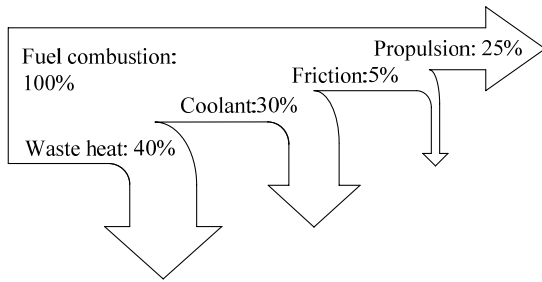 Propulsion: 25%
Fuel combustion:
100%
Friction:5%
Coolant:30%
Waste heat: 40%